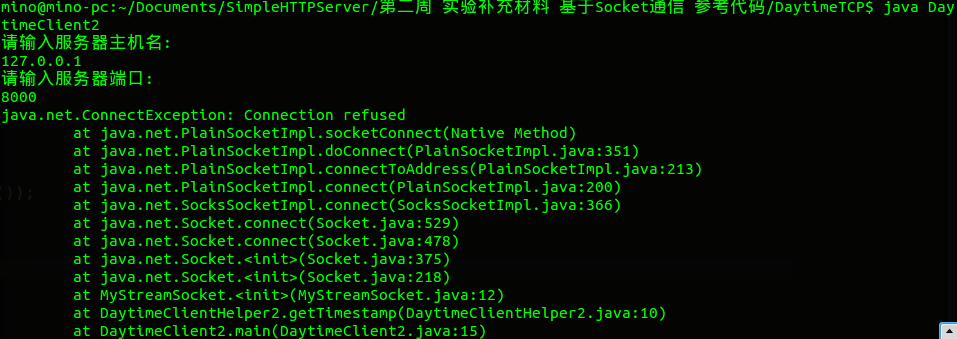 mino@mino-pc:~/Documents/SimpleHTTPServer/第二周 实验补充材料 基于Socket通信 参考代码/DaytimeTCP$ java Day
timeClient2
请输入服务器主机名:
127.0.0.1
请输入服务器端口:
8000
java.net.ConnectException: Connection refused
at java.net.PlainSocketImpl.socketConnect(Native Method)
at java.net.PlainSocketImpl.doConnect(PlainSocketImpl.java:351)
at java.net.PlainSocketImpl.connectToAddress(PlainSocketImpl.java:213)
at java.net.PlainSocketImpl.connect(PlainSocketImpl.java:200)
at java.net.SocksSocketImpl.connect(SocksSocketImpl.java:366)
at java.net.Socket.connect(Socket.java:529)
at java.net.Socket.connect(Socket.java:478)
at java.net.Socket.<init>(Socket.java:375)
at java.net.Socket.<init>(Socket.java:218)
at MyStreamSocket.<init>(MyStreamSocket.java:12)
at DaytimeClientHelper2.getTimestamp(DaytimeClientHelper2.java:10)
at DaytimeClient2.main(DaytimeClient2.java:15)